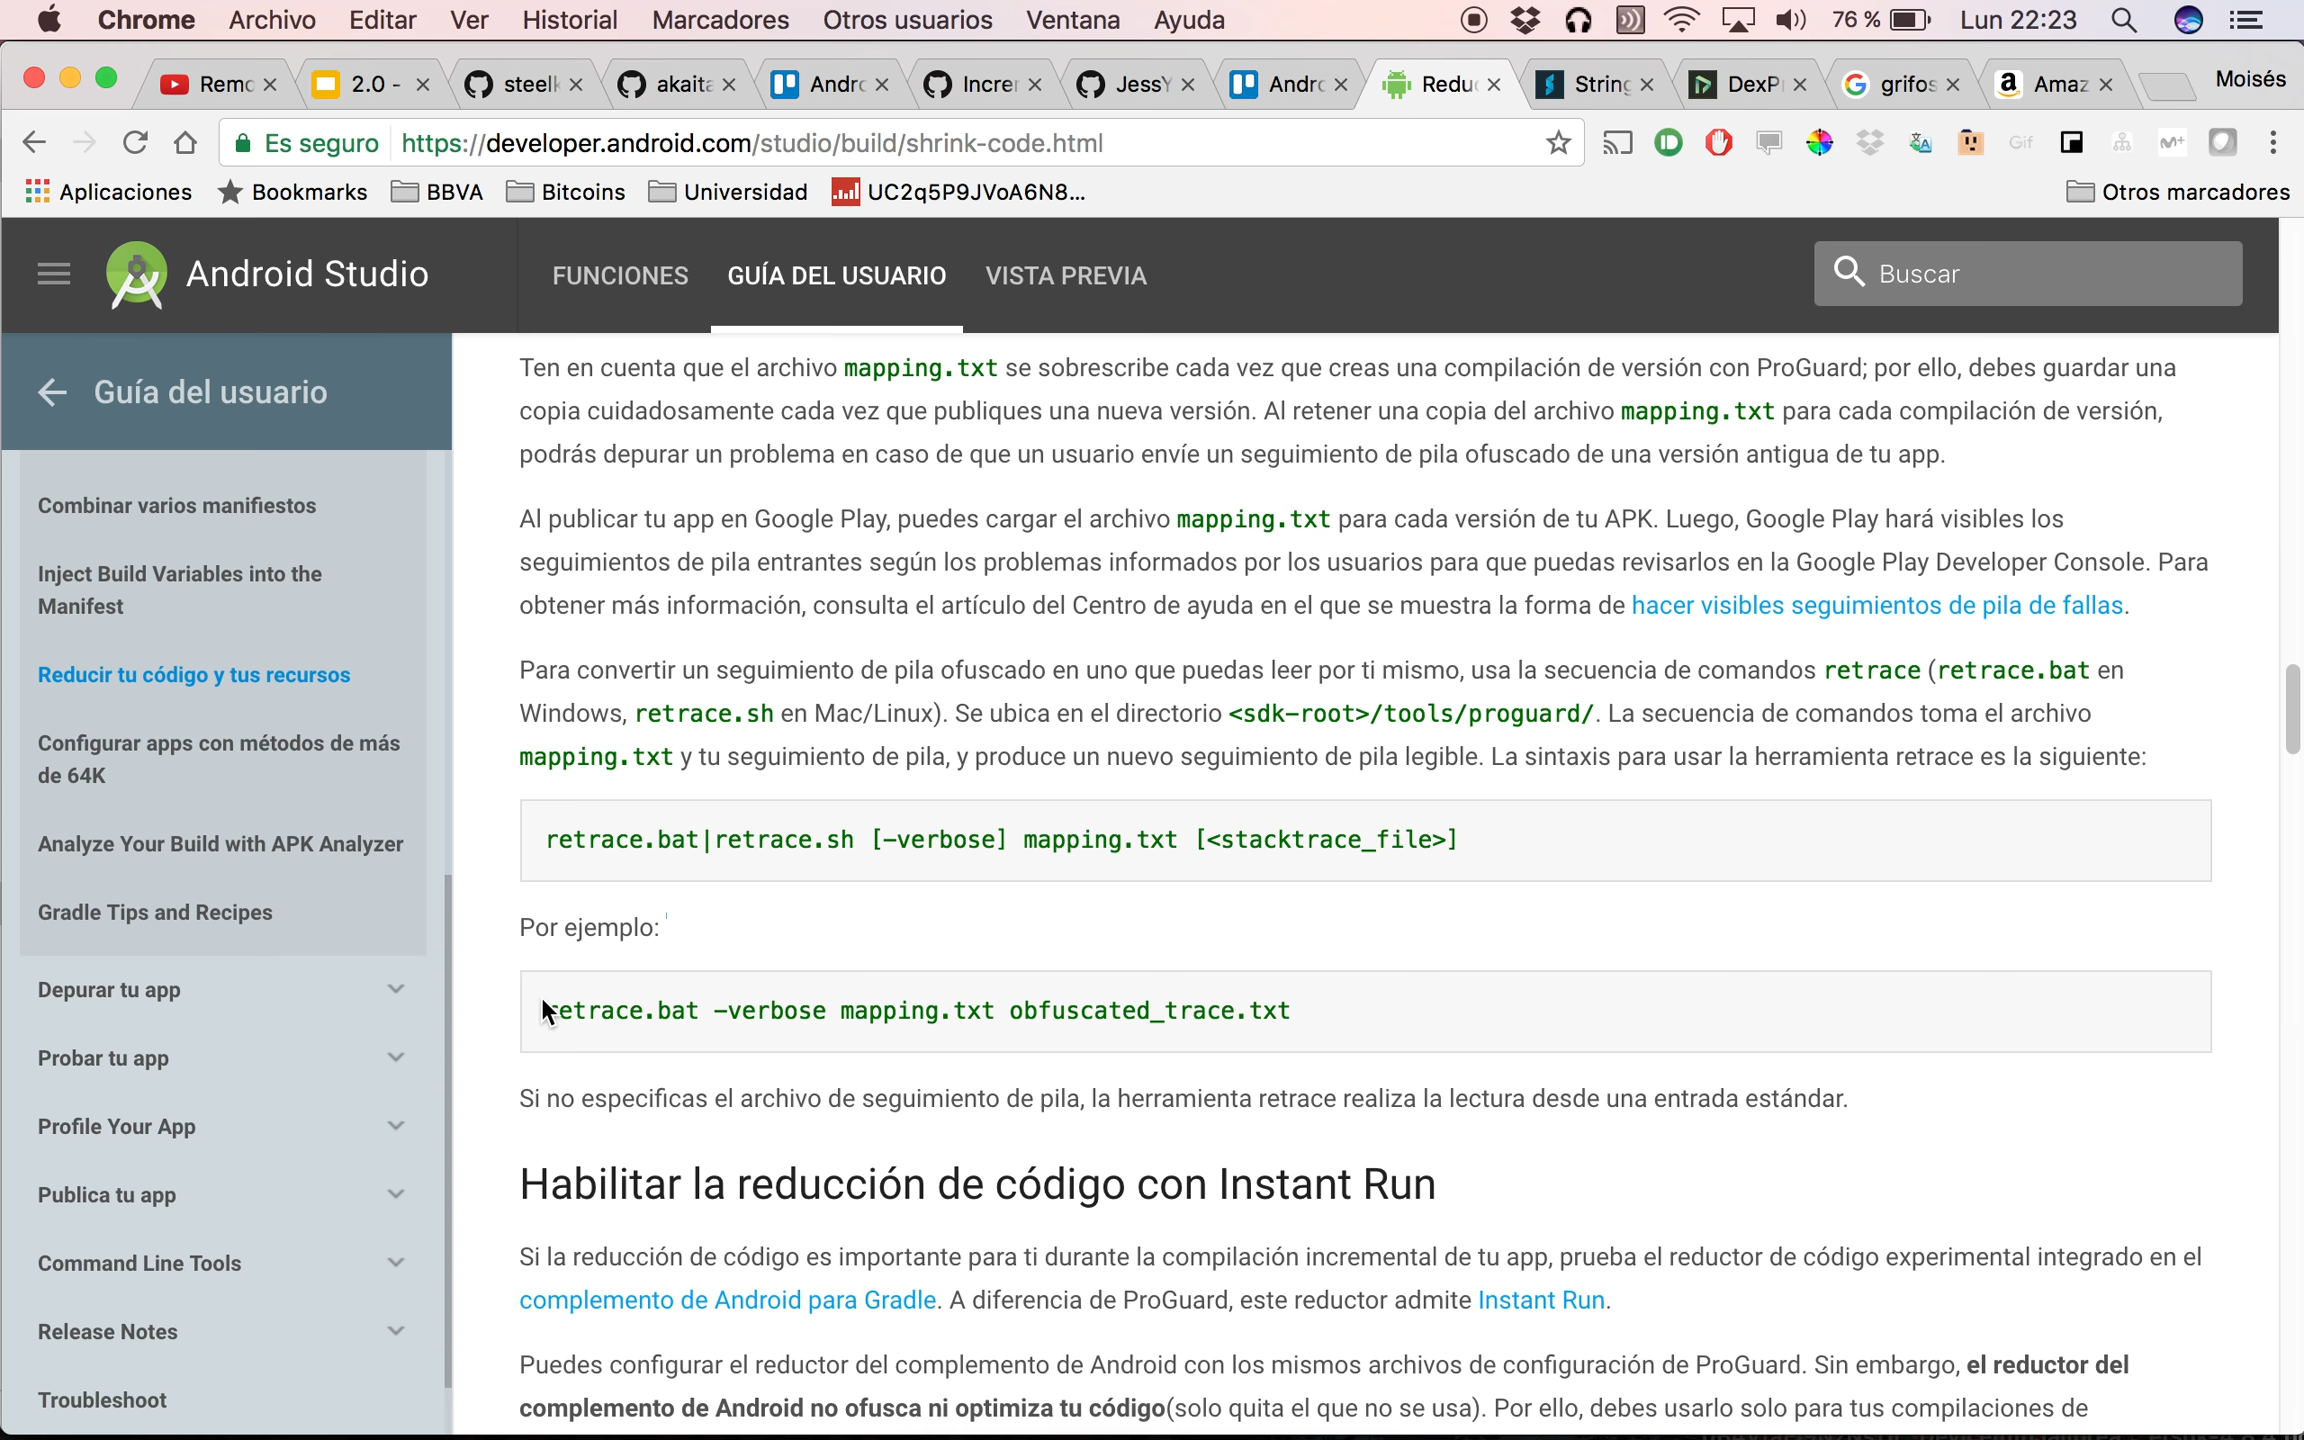 Chrome Archivo Editar Ver Historial Marcadores Otros usuarios Ventana Ayuda 76 % Lun 22:23
Remo 2.0 - steelk akaita Andro Increr JessY Andro Reduc String DexP grifos Amaz Moisés
Es seguro https://developer.android.com/studio/build/shrink-code.html Gif M+
Aplicaciones Bookmarks BBVA Bitcoins Universidad UC2q5P9JVoA6N8... Otros marcadores
Android Studio FUNCIONES GUÍA DEL USUARIO VISTA PREVIA Buscar
Guía del usuario
Combinar varios manifiestos
Inject Build Variables into the
Manifest
Reducir tu código y tus recursos
Configurar apps con métodos de más
de 64K
Analyze Your Build with APK Analyzer
Gradle Tips and Recipes
Depurar tu app
Probar tu app
Profile Your App
Publica tu app
Command Line Tools
Release Notes
Troubleshoot
Ten en cuenta que el archivo mapping.txt se sobrescribe cada vez que creas una compilación de versión con ProGuard; por ello, debes guardar una
copia cuidadosamente cada vez que publiques una nueva versión. Al retener una copia del archivo mapping.txt para cada compilación de versión,
podrás depurar un problema en caso de que un usuario envíe un seguimiento de pila ofuscado de una versión antigua de tu app.
Al publicar tu app en Google Play, puedes cargar el archivo mapping.txt para cada versión de tu APK. Luego, Google Play hará visibles los
seguimientos de pila entrantes según los problemas informados por los usuarios para que puedas revisarlos en la Google Play Developer Console. Para
obtener más información, consulta el artículo del Centro de ayuda en el que se muestra la forma de hacer visibles seguimientos de pila de fallas.
Para convertir un seguimiento de pila ofuscado en uno que puedas leer por ti mismo, usa la secuencia de comandos retrace (retrace.bat en
Windows, retrace.sh en Mac/Linux). Se ubica en el directorio <sdk-root>/tools/proguard/. La secuencia de comandos toma el archivo
mapping.txt y tu seguimiento de pila, y produce un nuevo seguimiento de pila legible. La sintaxis para usar la herramienta retrace es la siguiente:
retrace.bat|retrace.sh [-verbose] mapping.txt [<stacktrace_file>]
Por ejemplo:
retrace.bat -verbose mapping.txt obfuscated_trace.txt
Si no especificas el archivo de seguimiento de pila, la herramienta retrace realiza la lectura desde una entrada estándar.
Habilitar la reducción de código con Instant Run
Si la reducción de código es importante para ti durante la compilación incremental de tu app, prueba el reductor de código experimental integrado en el
complemento de Android para Gradle. A diferencia de ProGuard, este reductor admite Instant Run.
Puedes configurar el reductor del complemento de Android con los mismos archivos de configuración de ProGuard. Sin embargo, el reductor del
complemento de Android no ofusca ni optimiza tu código(solo quita el que no se usa). Por ello, debes usarlo solo para tus compilaciones de